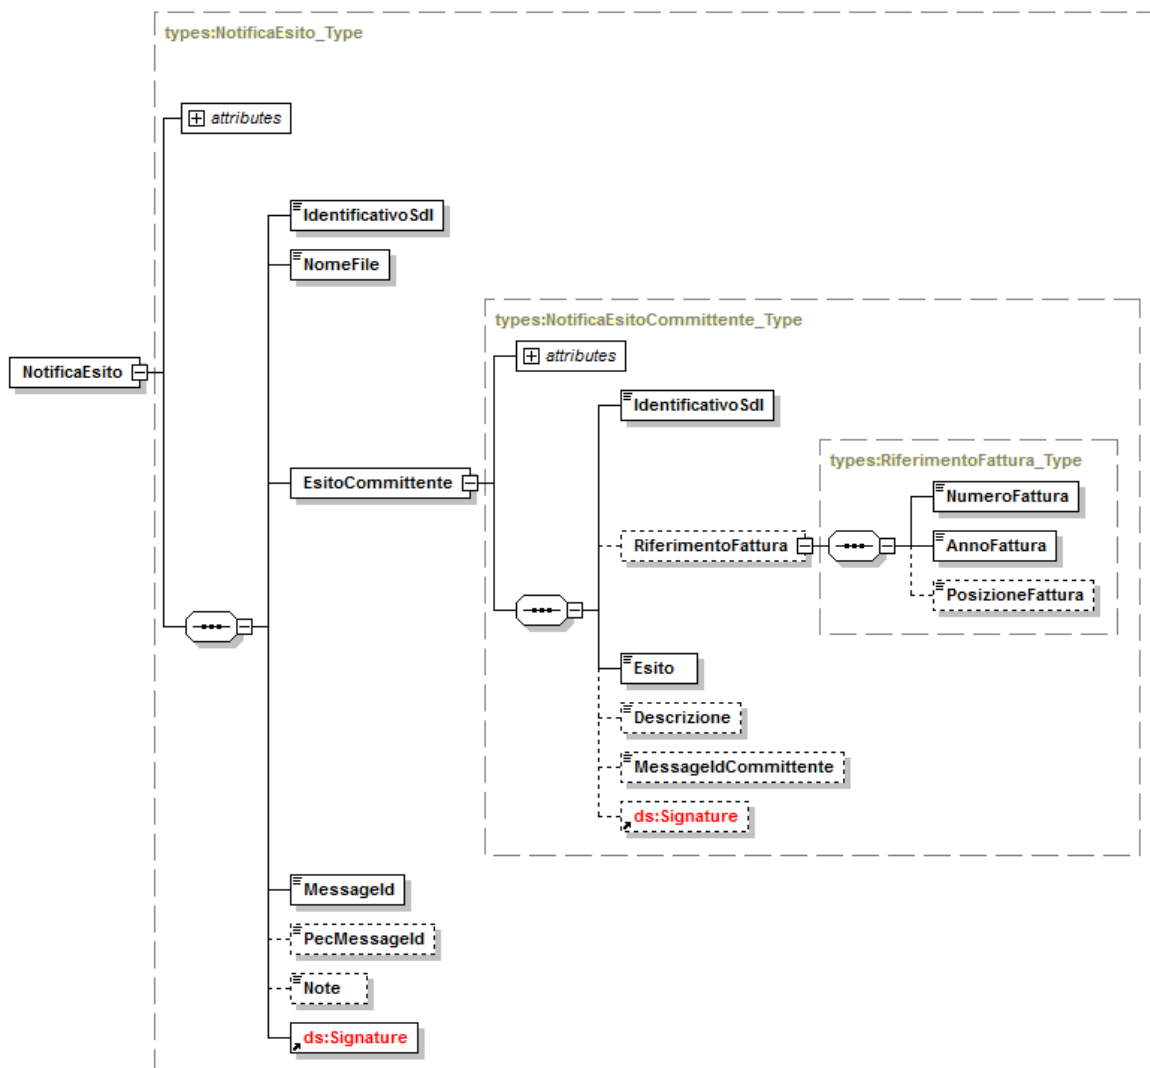 types:NotificaEsito_Type
attributes
IdentificativoSdI
NomeFile
types:NotificaEsitoCommittente_Type
attributes
NotificaEsito
IdentificativoSdI
types:RiferimentoFattura_Type
EsitoCommittente
NumeroFattura
RiferimentoFattura
AnnoFattura
PosizioneFattura
Esito
Descrizione
MessageIdCommittente
ds:Signature
MessageId
PecMessageId
Note
ds:Signature